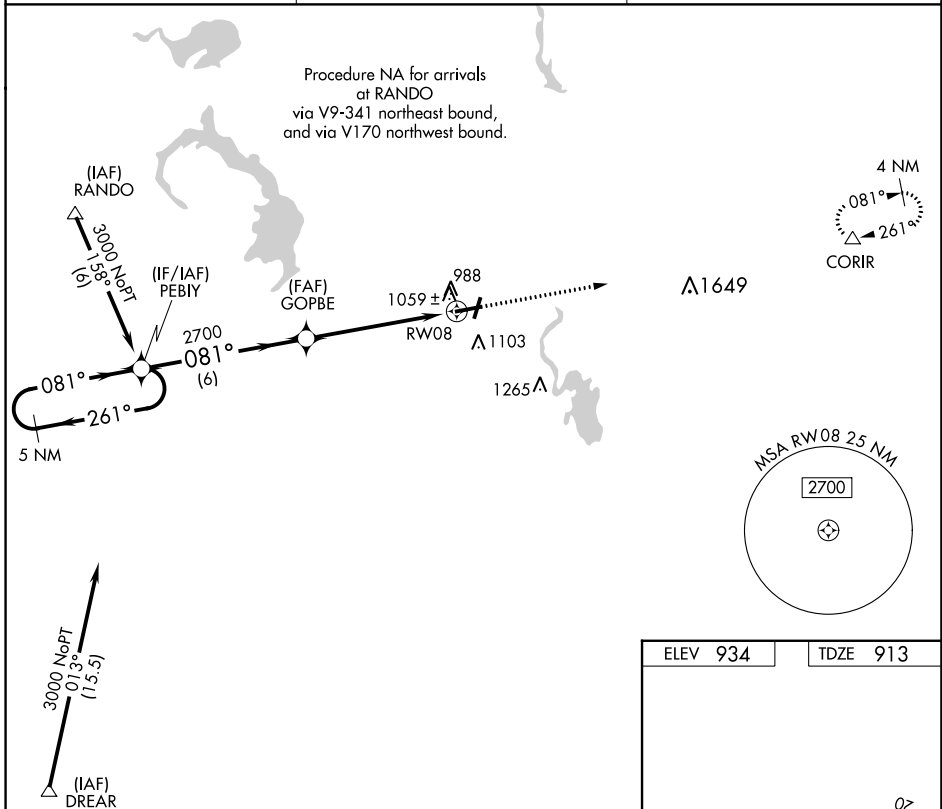 Procedure NA for arrivals
at RANDO
via V9-341 northeast bound,
and via V170 northwest bound.
(IAF)
RANDO
3000 NoPT
158°
(6)
(IF/IAF)
PEBIY
(FAF)
GOPBE
2700
081°
(6)
081°
261°
5 NM
988
1059 ±
RW08
1103
1265
1649
4 NM
081°
261°
CORIR
MSA RW08 25 NM
2700
3000 NoPT
013°
(15.5)
(IAF)
DREAR
ELEV 934
TDZE 913